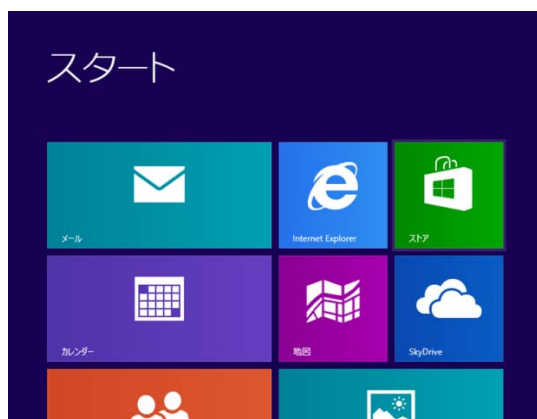 スタート
メール
Internet Explorer
ストア
カレンダー
地図
SkyDrive